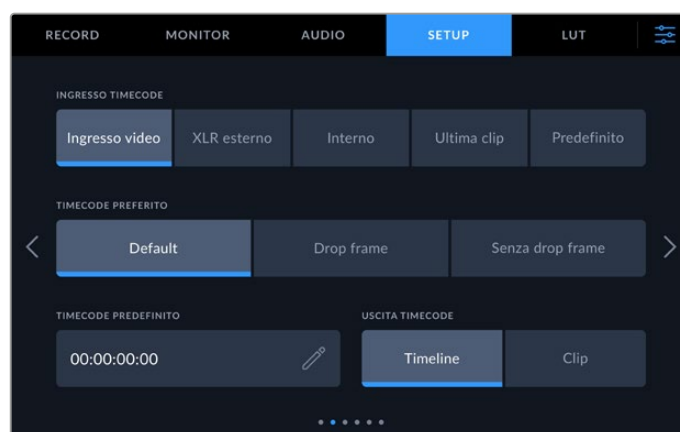 RECORD MONITOR AUDIO SETUP LUT
INGRESSO TIMECODE
Ingresso video XLR esterno Interno Ultima clip Predefinito
TIMECODE PREFERITO
Default Drop frame Senza drop frame
TIMECODE PREDEFINITO USCITA TIMECODE
00:00:00:00 Timeline Clip